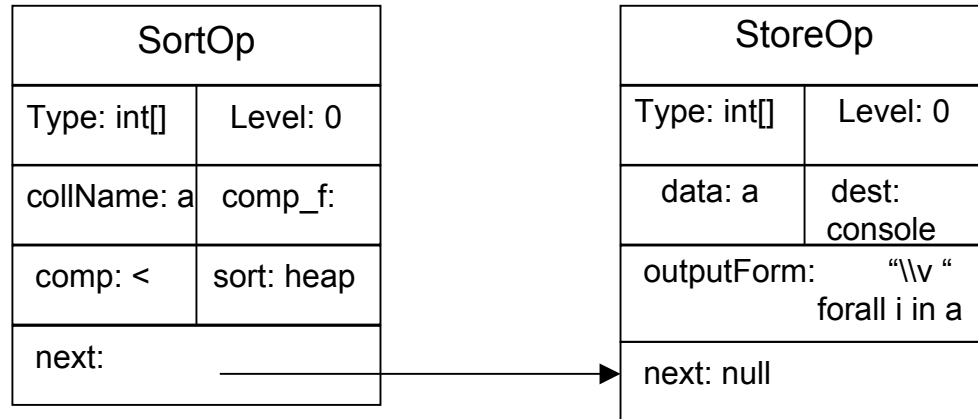 SortOp
Type: int[]
Level: 0
collName: a
comp_f:
comp: <
sort: heap
next:
StoreOp
Type: int[]
Level: 0
data: a
dest:
console
outputForm: “\\v “
forall i in a
next: null